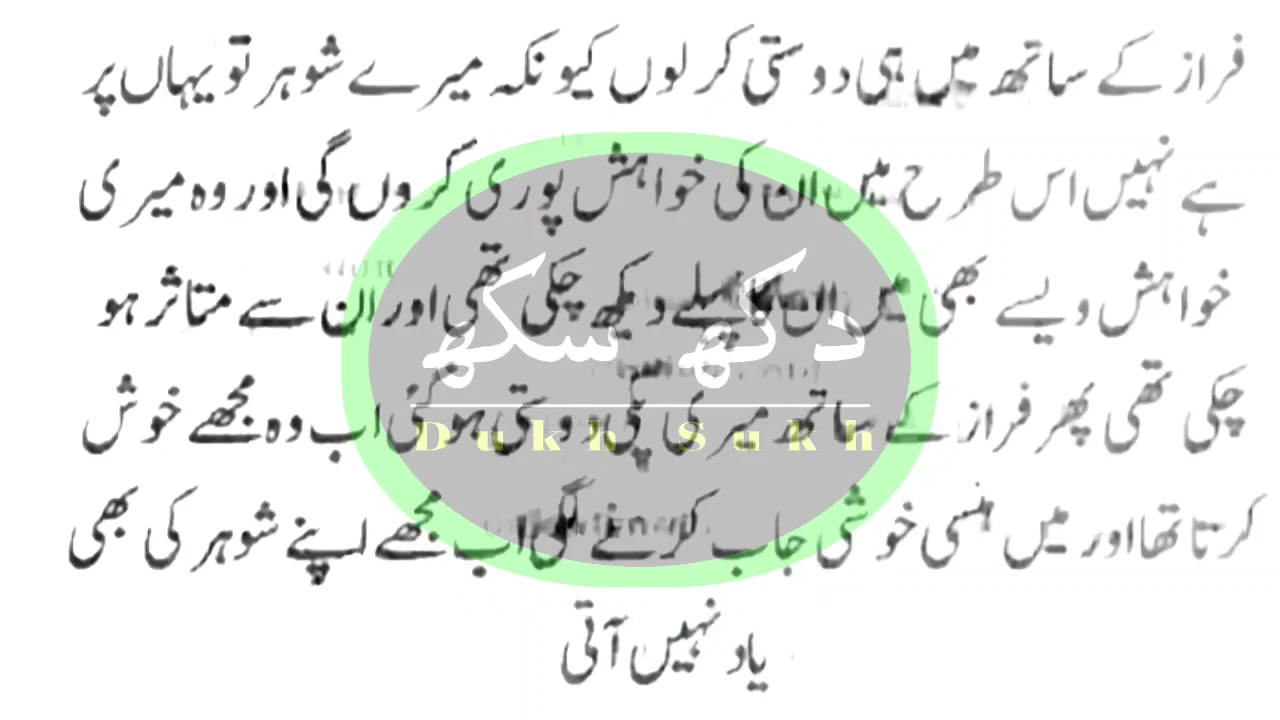 فراز کے ساتھ میں ہی دوستی کر لوں کیونکہ میرے شوہر تو یہاں پر
ہے نہیں اس طرح میں ان کی خواہش پوری کروں گی اور وہ میری
خواہش ویسے بھی میں ان کا پہلے دیکھ چکی تھی اور ان سے متاثر ہو
چکی تھی پھر فراز کے ساتھ میری پکی دوستی ہو گئی اب وہ مجھے خوش
کرتا تھا اور میں ہنسی خوشی جاب کرنے لگی اب مجھے اپنے شوہر کی بھی
یاد نہیں آتی
دکھ سکھ
Dukh Sukh